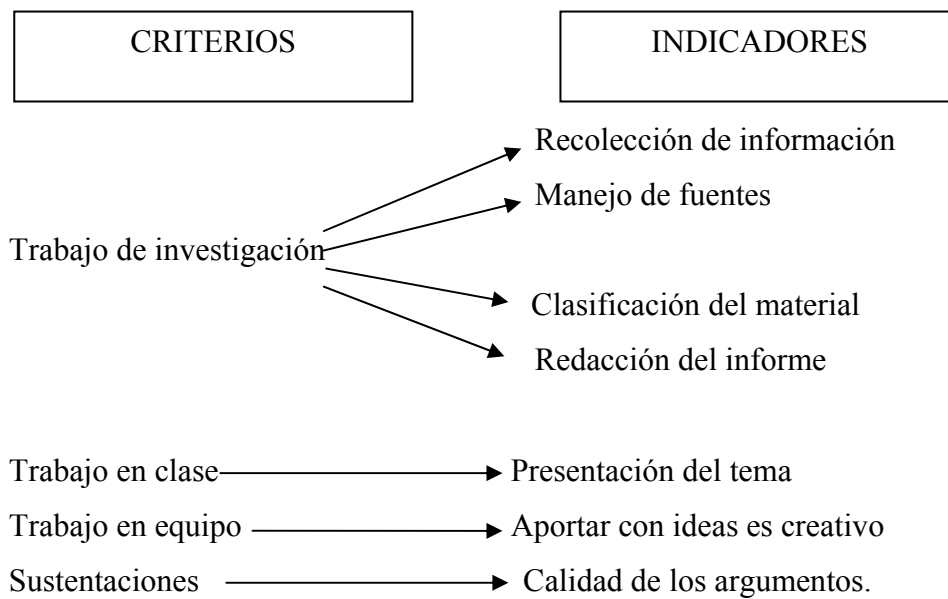 CRITERIOS
INDICADORES
Recolección de información
Manejo de fuentes
Trabajo de investigación
Clasificación del material
Redacción del informe
Trabajo en clase
Presentación del tema
Trabajo en equipo
Aportar con ideas es creativo
Sustentaciones
Calidad de los argumentos.